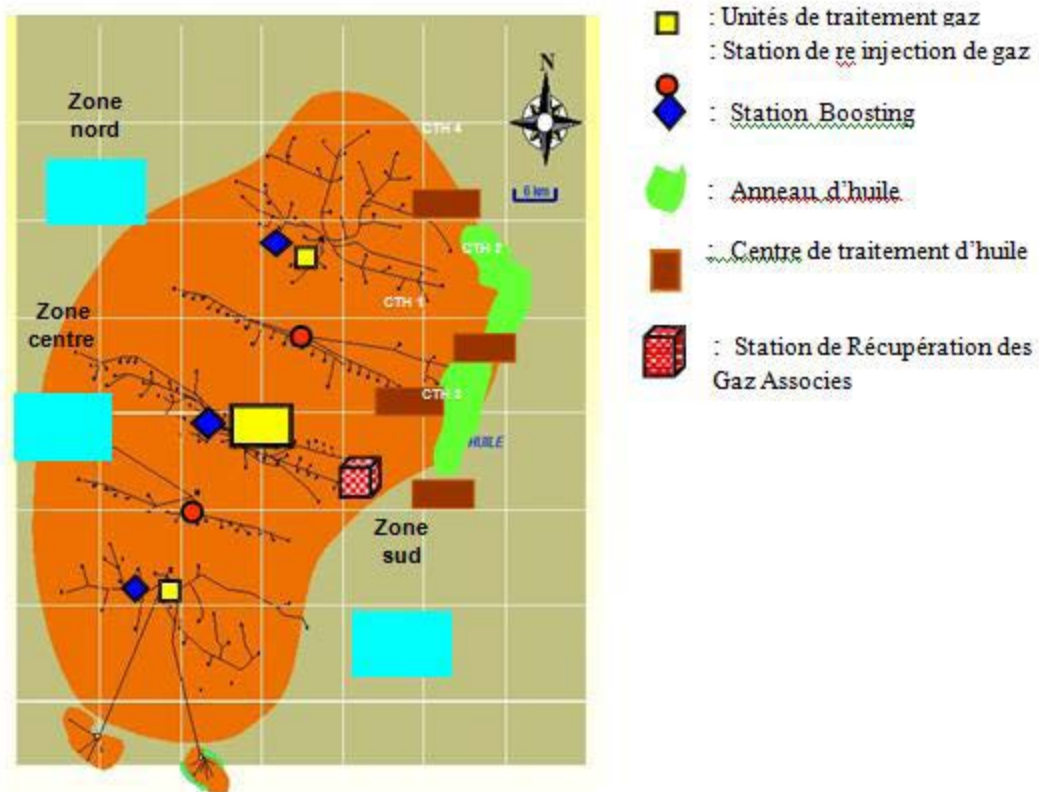 Zone
nord
N
CTH 4
6 km
CTH 2
CTH 1
Zone
centre
CTH 3
HUILE
Zone
sud
: Unités de traitement gaz
: Station de re injection de gaz
: Station Boosting
: Anneau d'huile
: Centre de traitement d'huile
: Station de Récupération des
Gaz Associes